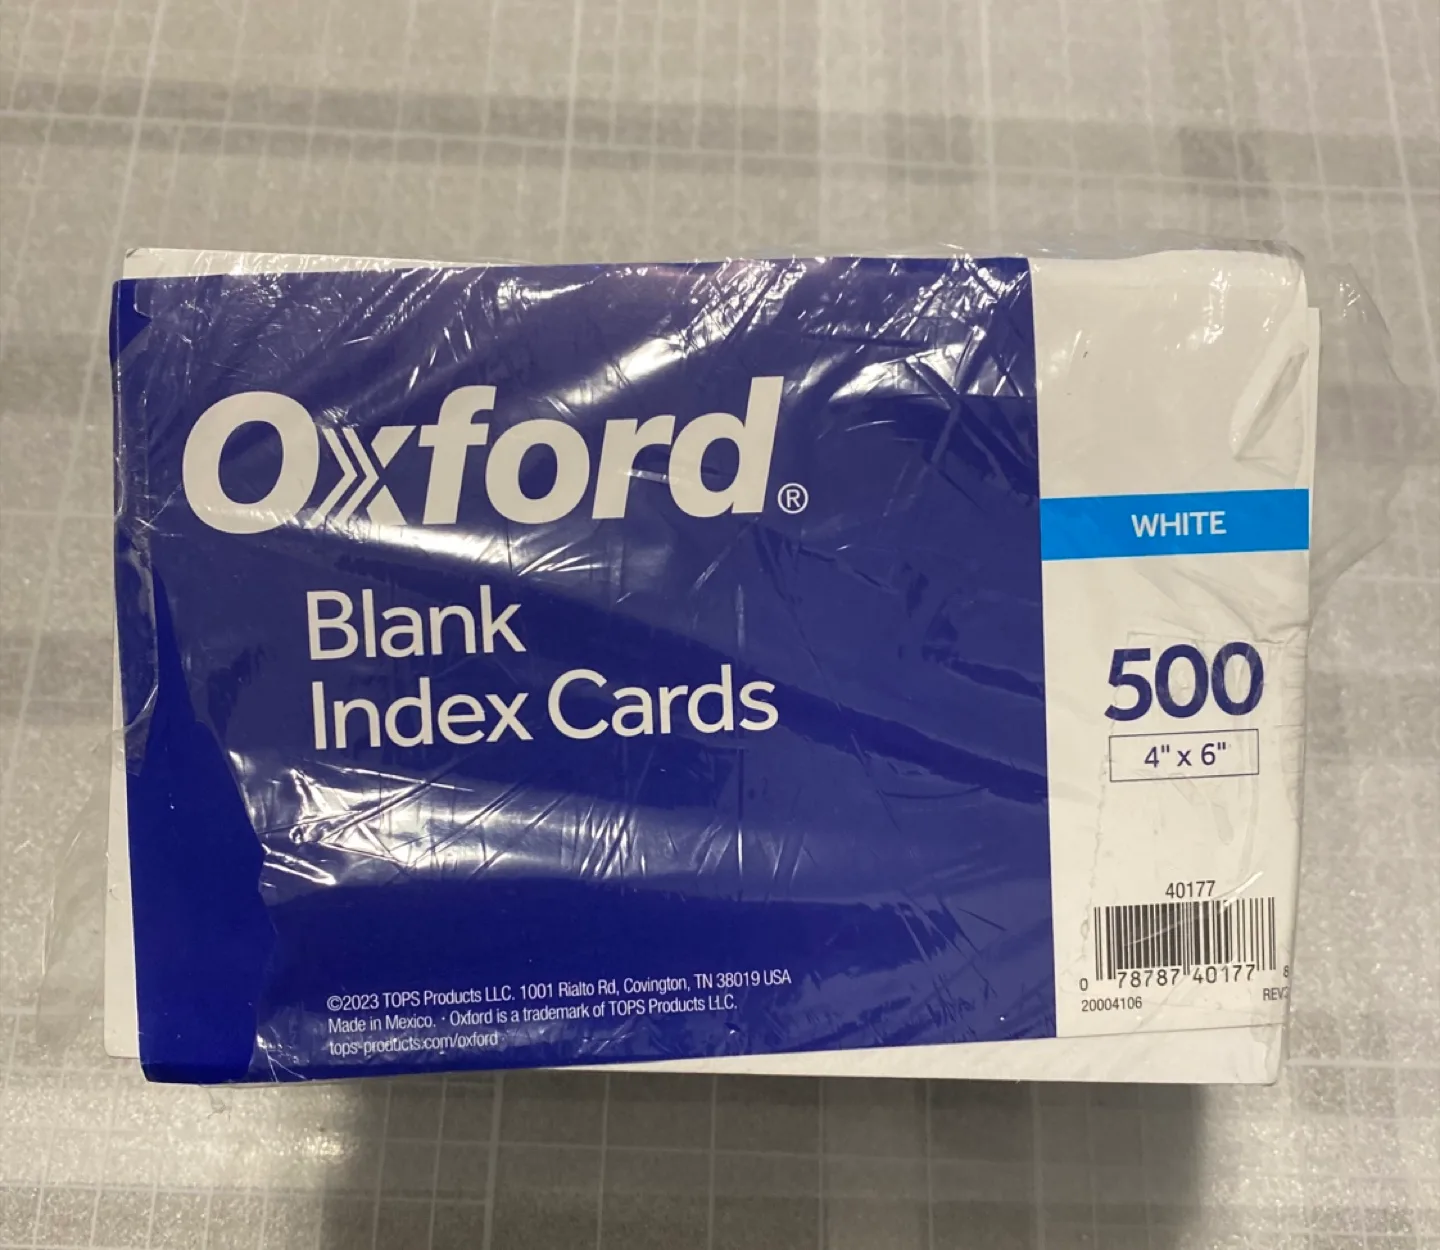 Oxford®
Blank
Index Cards
WHITE
500
4" x 6"
40177
0 78787 40177 8
20004106
©2023 TOPS Products LLC. 1001 Rialto Rd, Covington, TN 38019 USA
Made in Mexico. · Oxford is a trademark of TOPS Products LLC.
tops-products.com/oxford